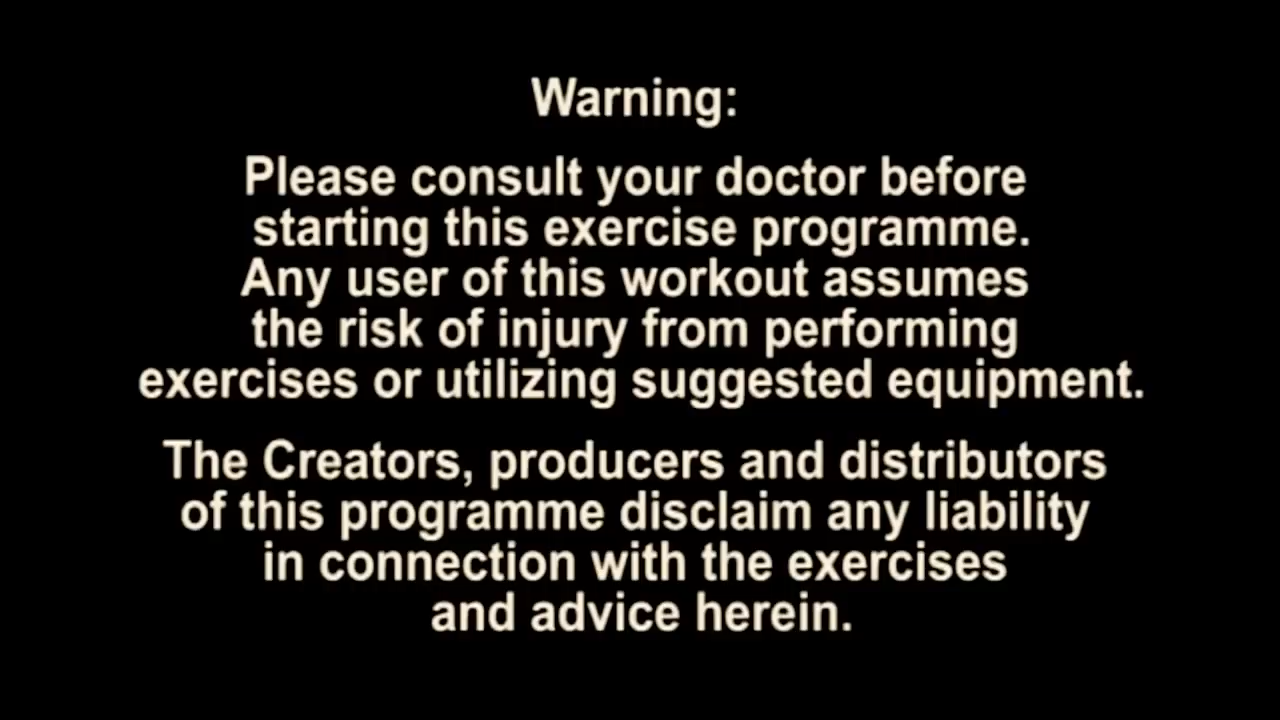 Warning:
Please consult your doctor before
starting this exercise programme.
Any user of this workout assumes
the risk of injury from performing
exercises or utilizing suggested equipment.
The Creators, producers and distributors
of this programme disclaim any liability
in connection with the exercises
and advice herein.